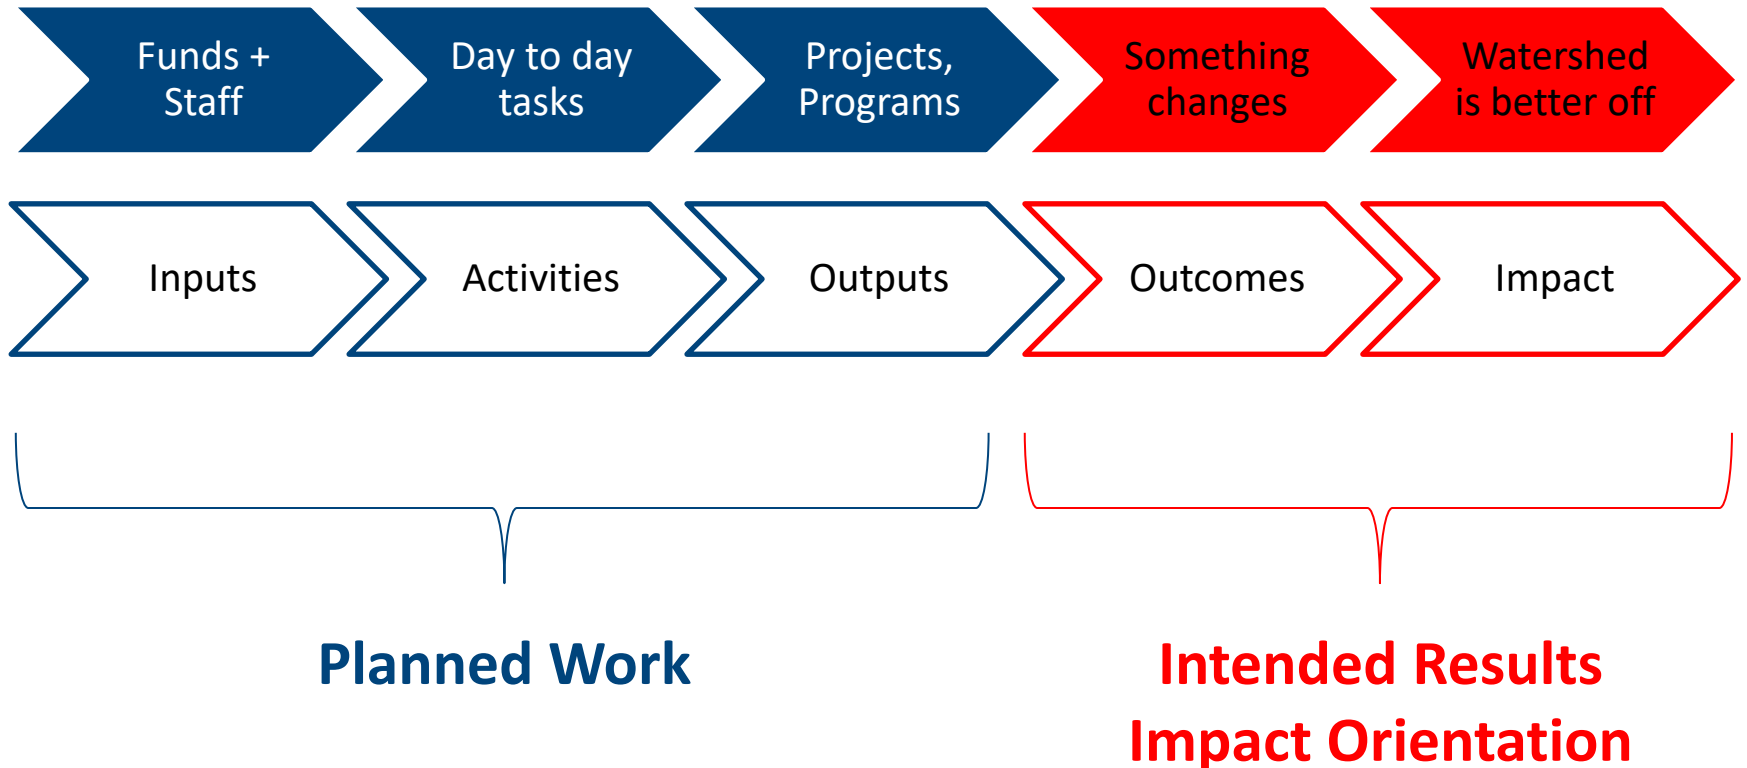 Funds +
Staff
Day to day
tasks
Projects,
Programs
Something
changes
Watershed
is better off
Inputs
Activities
Outputs
Outcomes
Impact
Planned Work
Intended Results
Impact Orientation